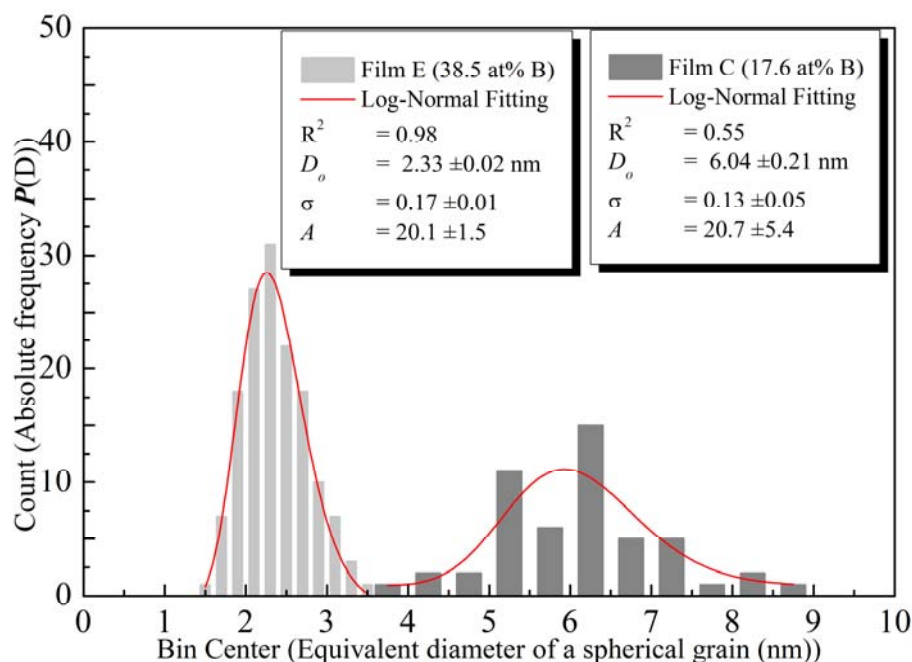 Film E (38.5 at% B)
Log-Normal Fitting
R² = 0.98
Dₒ = 2.33 ±0.02 nm
σ = 0.17 ±0.01
A = 20.1 ±1.5
Film C (17.6 at% B)
Log-Normal Fitting
R² = 0.55
Dₒ = 6.04 ±0.21 nm
σ = 0.13 ±0.05
A = 20.7 ±5.4
Count (Absolute frequency P(D))
50
40
30
20
10
0
0 1 2 3 4 5 6 7 8 9 10
Bin Center (Equivalent diameter of a spherical grain (nm))